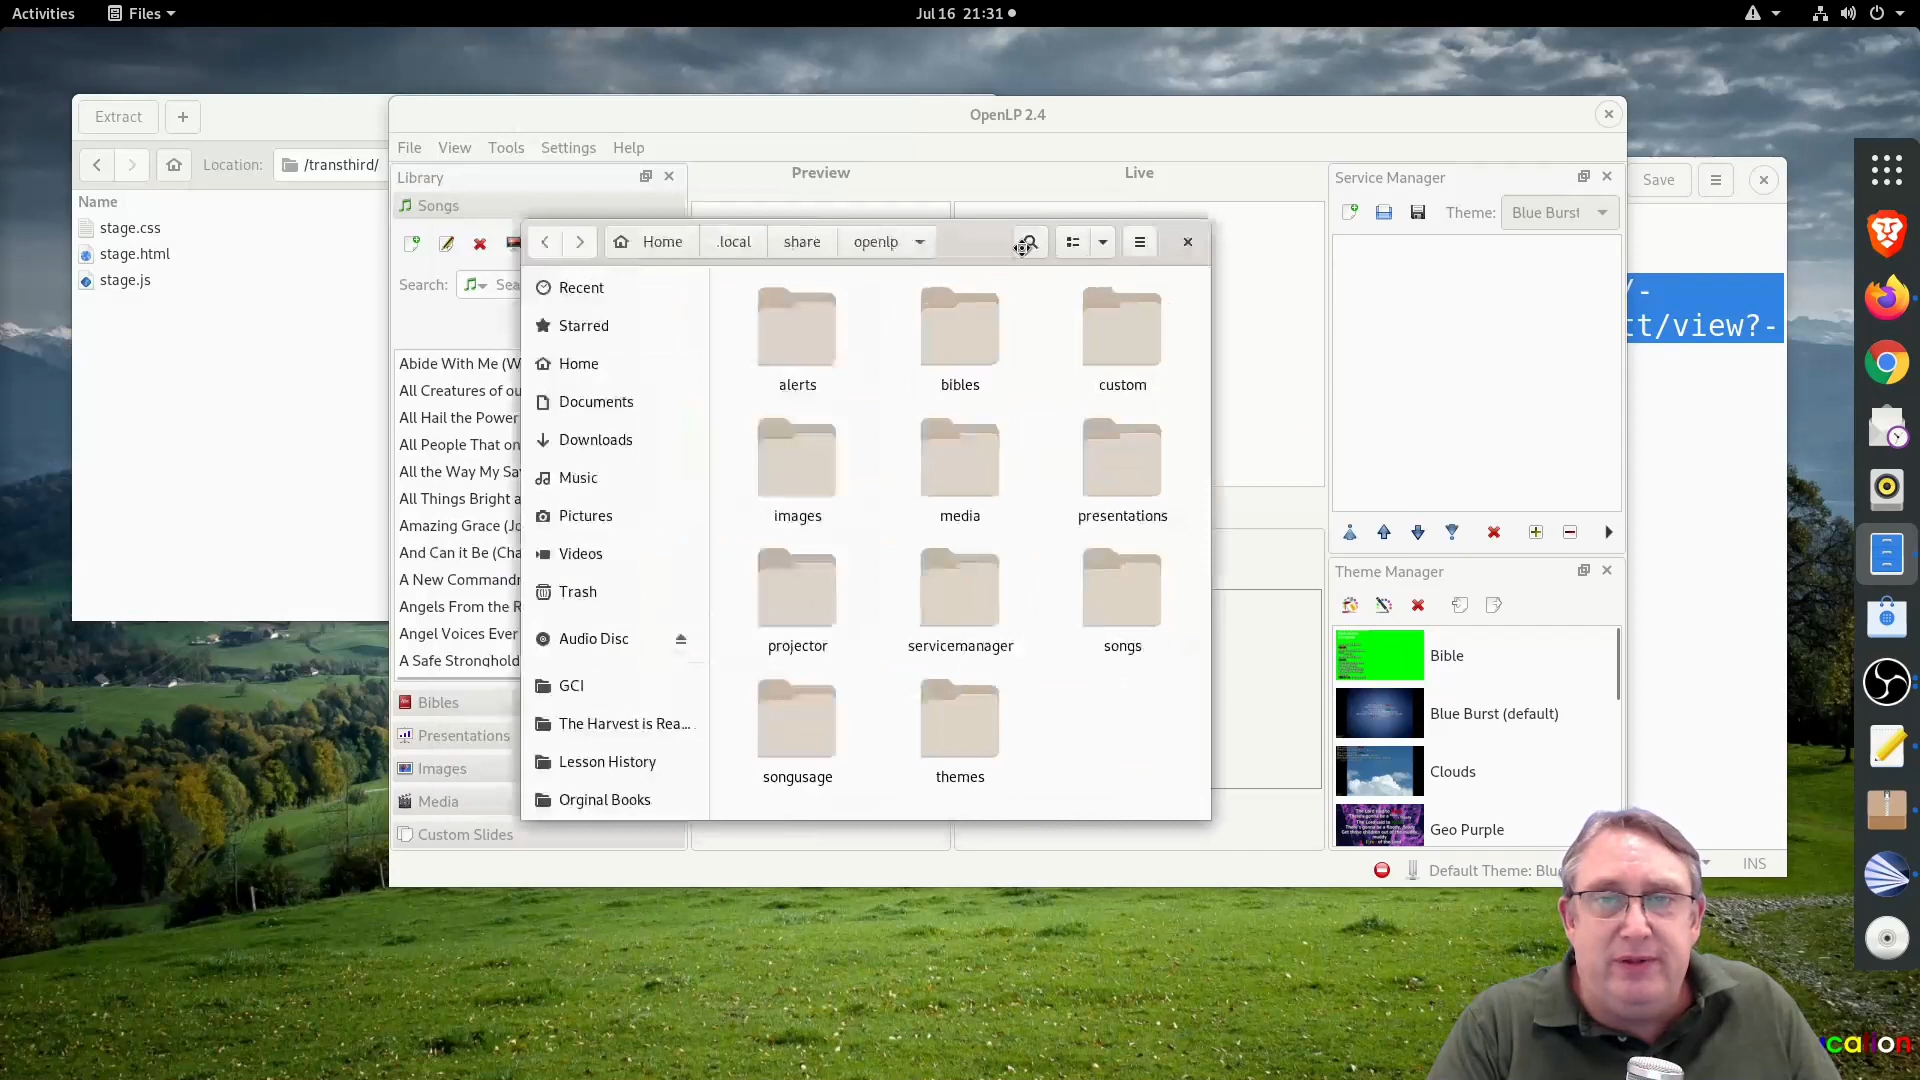 Activities
Files
Jul 16 21:31
Extract
+
Location:
/transthird/
Name
stage.css
stage.html
stage.js
OpenLP 2.4
File
View
Tools
Settings
Help
Library
Songs
Search:
Sea
Abide With Me (W
All Creatures of ou
All Hail the Power
All People That on
All the Way My Sa
All Things Bright a
Amazing Grace (Jo
And Can it Be (Cha
A New Commandr
Angels From the R
Angel Voices Ever
A Safe Stronghold
Bibles
Presentations
Images
Media
Custom Slides
Preview
Live
Home
.local
share
openlp
Recent
Starred
Home
Documents
Downloads
Music
Pictures
Videos
Trash
Audio Disc
GCI
The Harvest is Rea...
Lesson History
Orginal Books
alerts
bibles
custom
images
media
presentations
projector
servicemanager
songs
songusage
themes
Service Manager
Theme:
Blue Burst
Theme Manager
Bible
Blue Burst (default)
Clouds
Geo Purple
Default Theme: Blu
Save
/-
tt/view?-
INS
cation